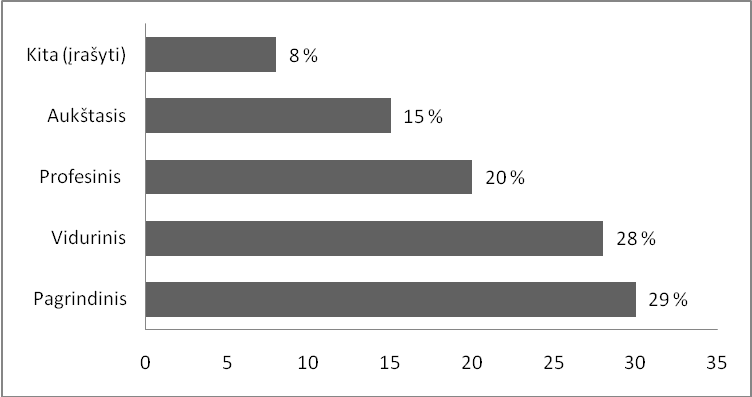 Kita (įrašyti) 8 %
Aukštasis 15 %
Profesinis 20 %
Vidurinis 28 %
Pagrindinis 29 %
0 5 10 15 20 25 30 35